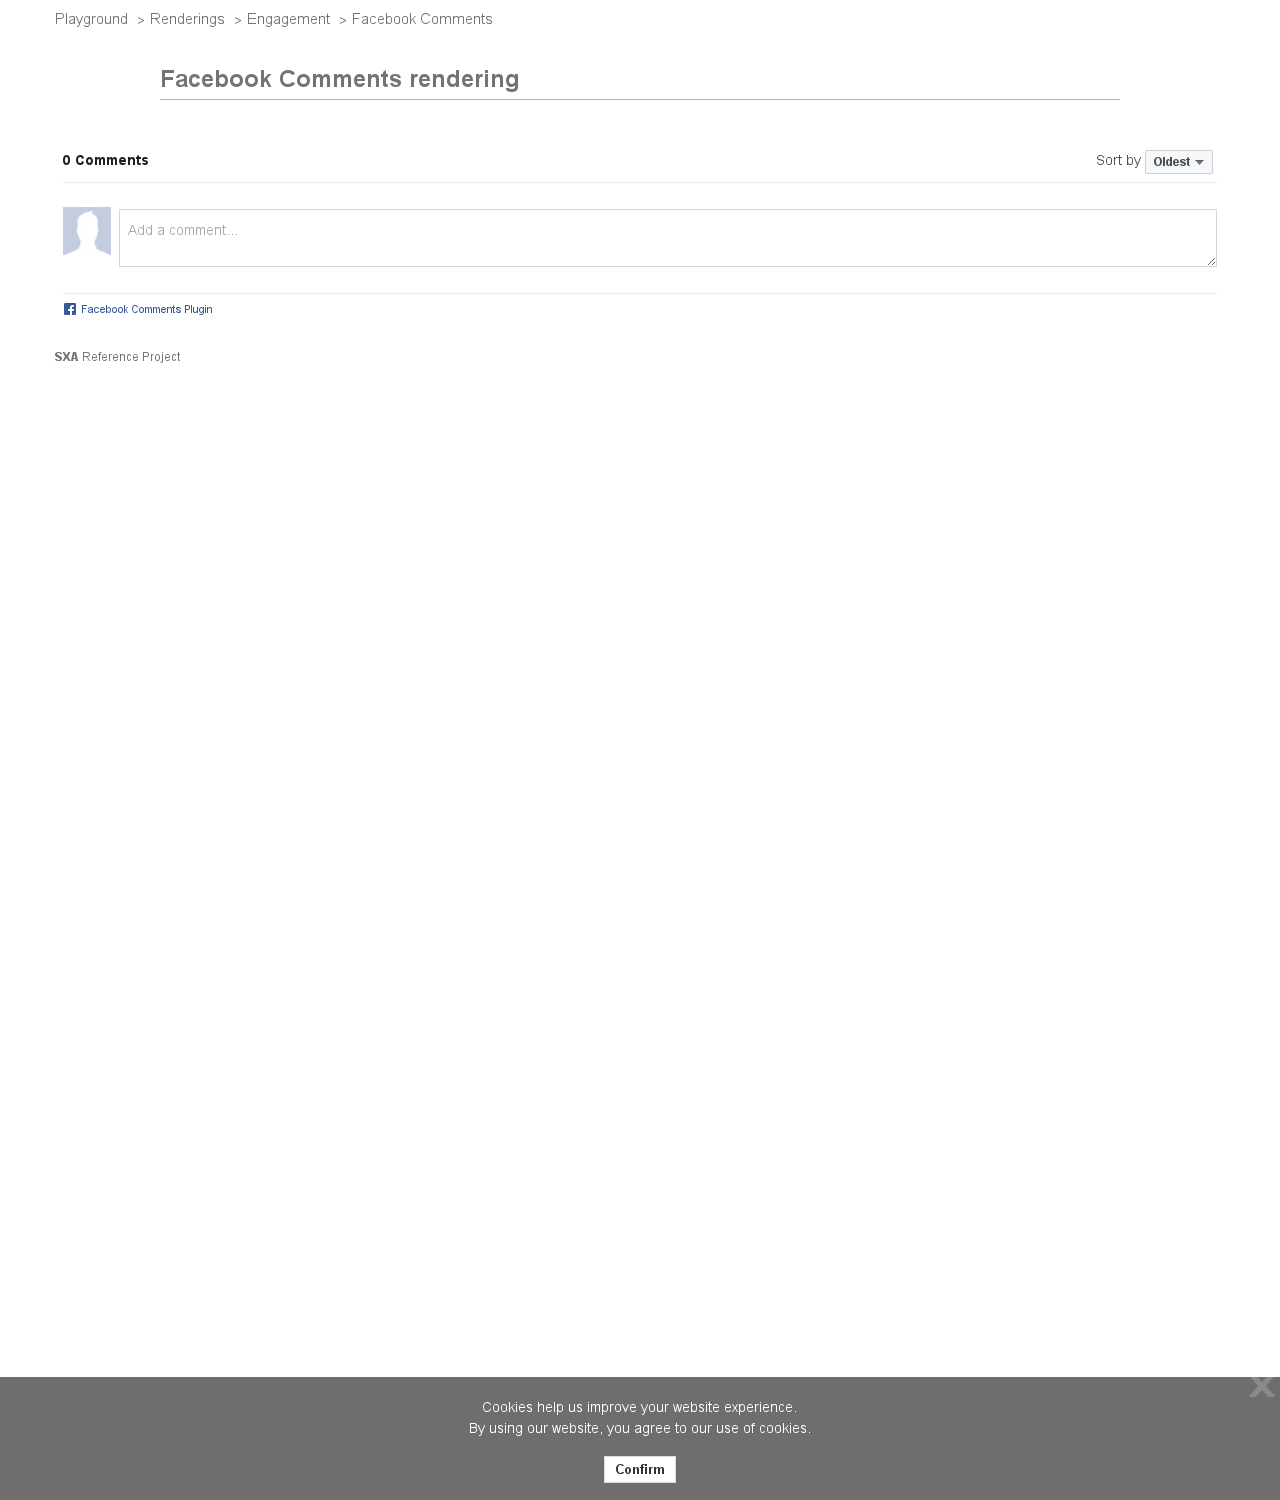 Playground > Renderings > Engagement > Facebook Comments
Facebook Comments rendering
0 Comments Sort by Oldest
Add a comment...
Facebook Comments Plugin
SXA Reference Project
Cookies help us improve your website experience.
By using our website, you agree to our use of cookies.
Confirm